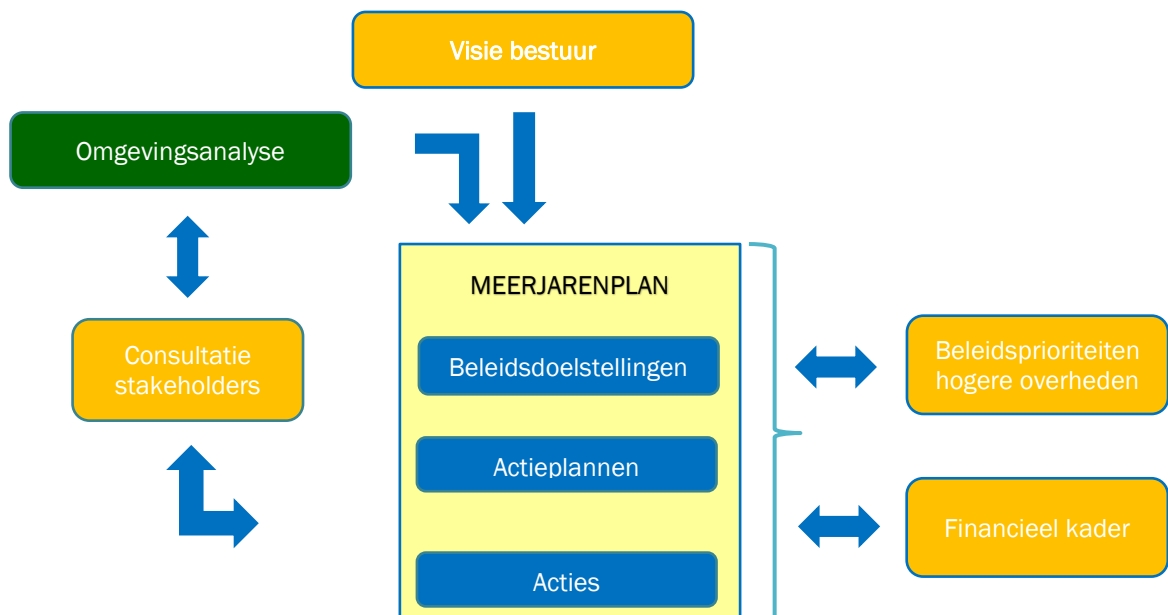 Visie bestuur
Omgevingsanalyse
MEERJARENPLAN
Consultatie
stakeholders
Beleidsdoelstellingen
Beleidsprioriteiten
hogere overheden
Actieplannen
Financieel kader
Acties